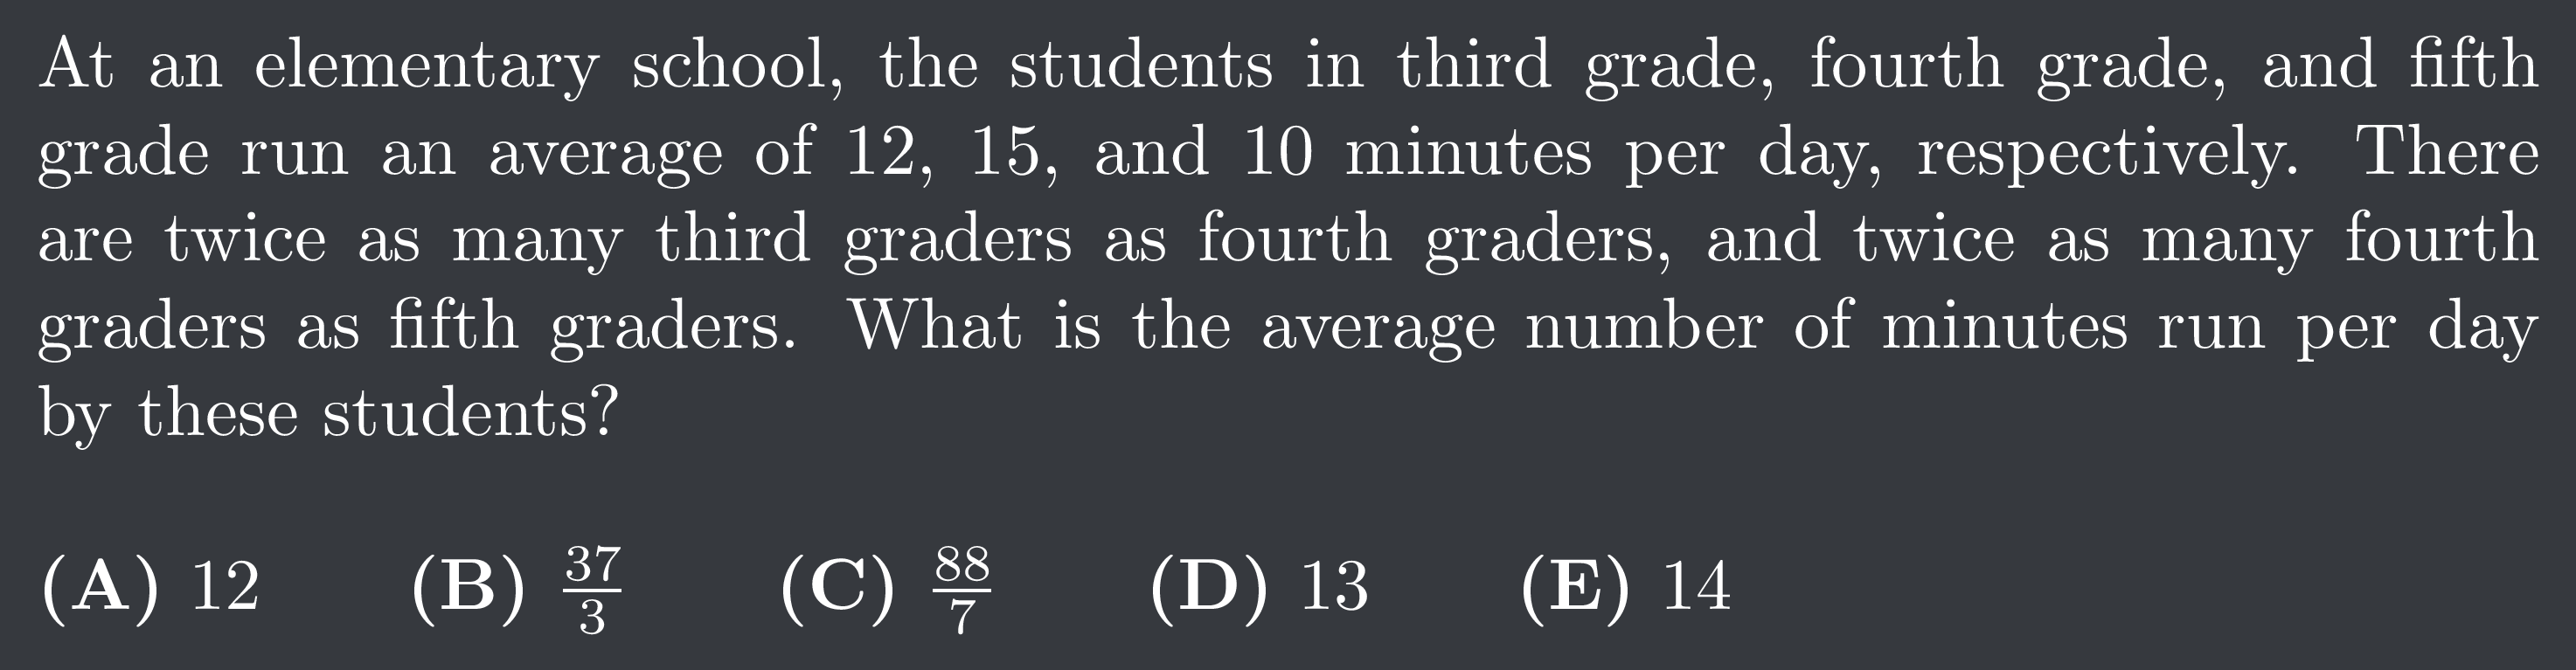 At an elementary school, the students in third grade, fourth grade, and fifth
grade run an average of 12, 15, and 10 minutes per day, respectively. There
are twice as many third graders as fourth graders, and twice as many fourth
graders as fifth graders. What is the average number of minutes run per day
by these students?
(A) 12 (B) \frac{37}{3} (C) \frac{88}{7} (D) 13 (E) 14